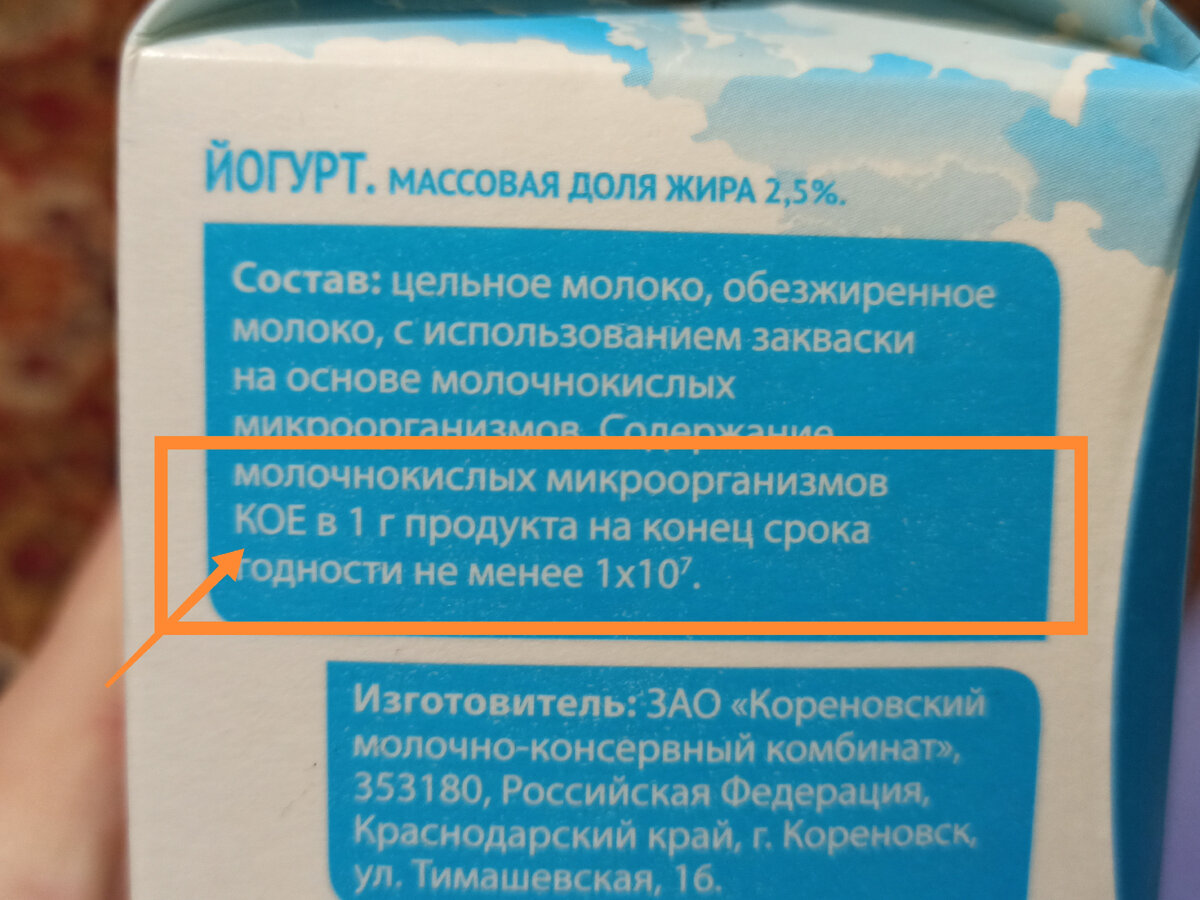 ЙОГУРТ. МАССОВАЯ ДОЛЯ ЖИРА 2,5%.
Состав: цельное молоко, обезжиренное
молоко, с использованием закваски
на основе молочнокислых
микроорганизмов. Содержание
молочнокислых микроорганизмов
КОЕ в 1 г продукта на конец срока
годности не менее 1х10⁷.
Изготовитель: ЗАО «Кореновский
молочно-консервный комбинат»,
353180, Российская Федерация,
Краснодарский край, г. Кореновск,
ул. Тимашевская, 16.